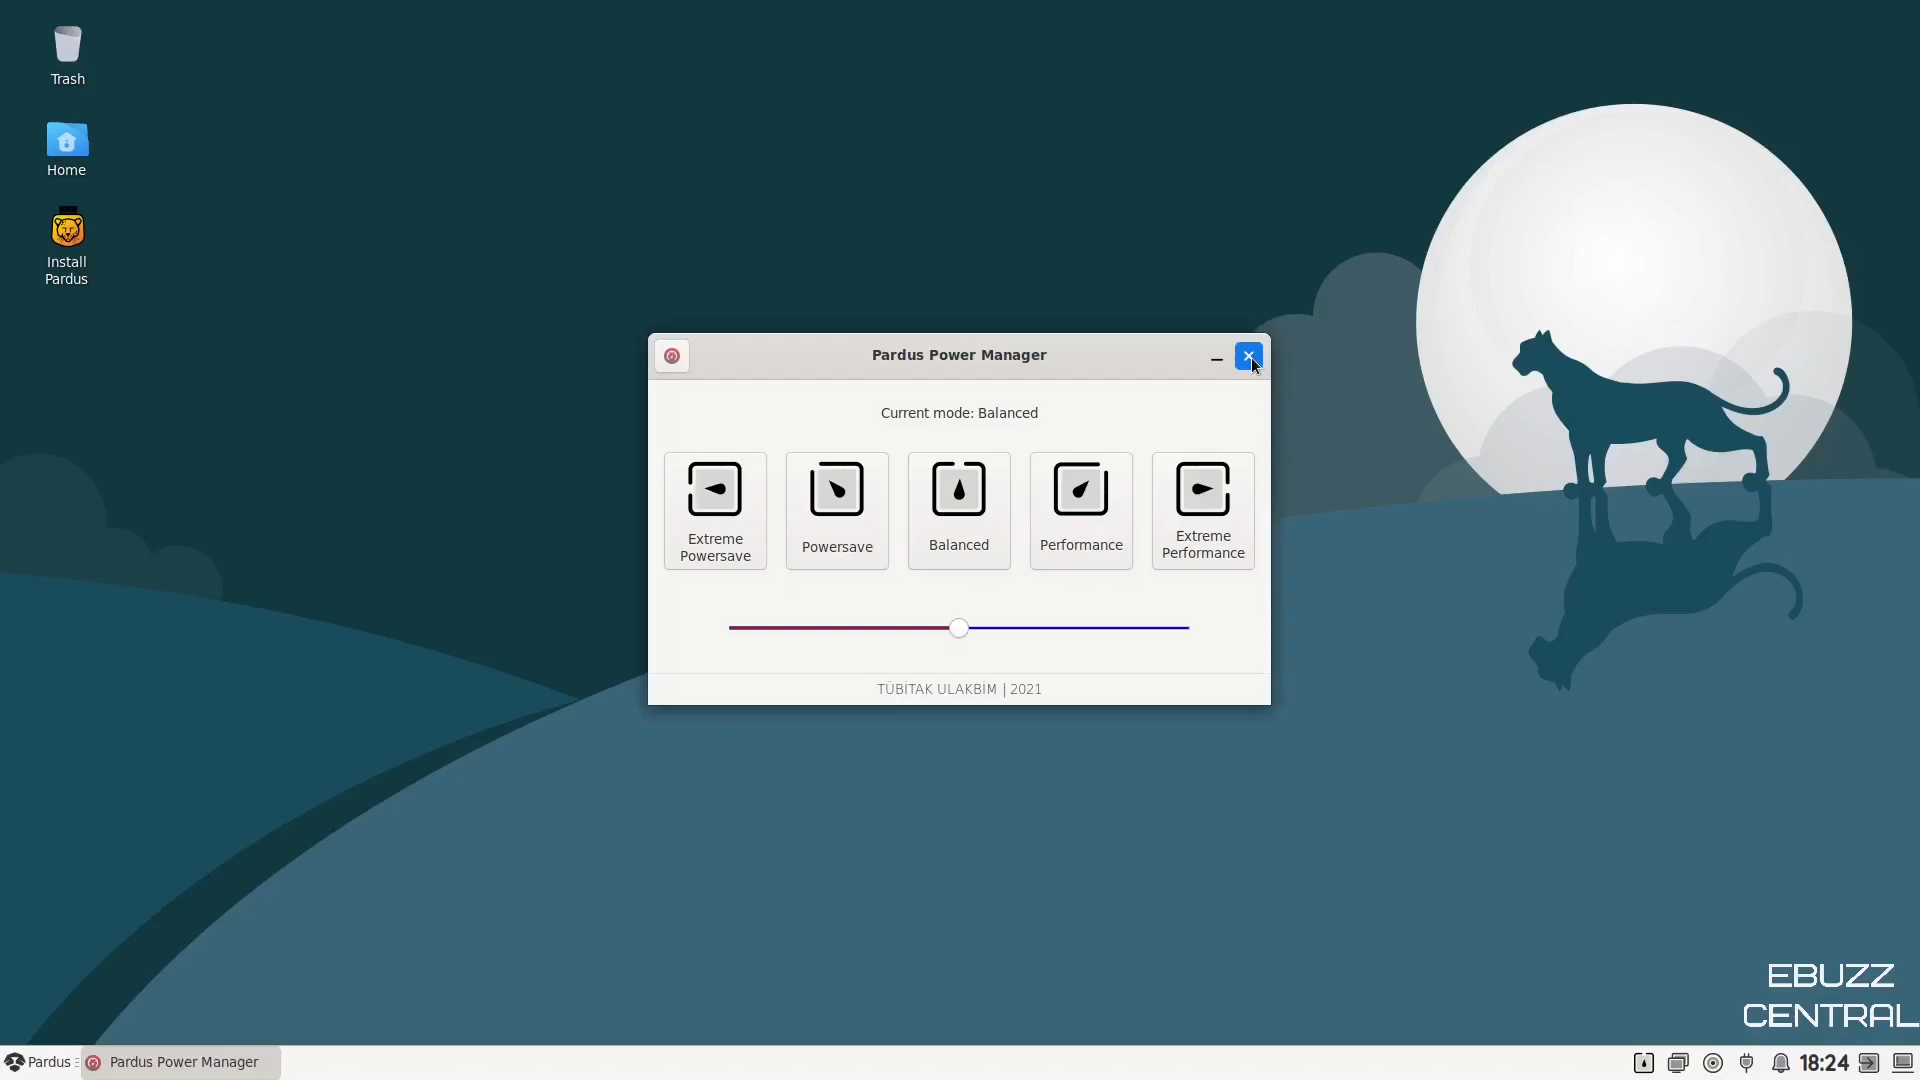 Trash
Home
Install
Pardus
Pardus Power Manager
Current mode: Balanced
Extreme
Powersave
Powersave
Balanced
Performance
Extreme
Performance
TÜBİTAK ULAKBİM | 2021
EBUZZ
CENTRAL
Pardus
Pardus Power Manager
18:24